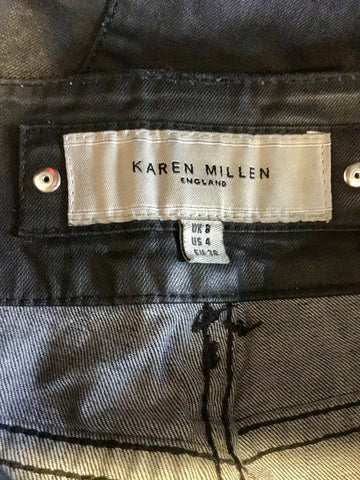 KAREN MILLEN
ENGLAND
UK 8
US 4
EU 36